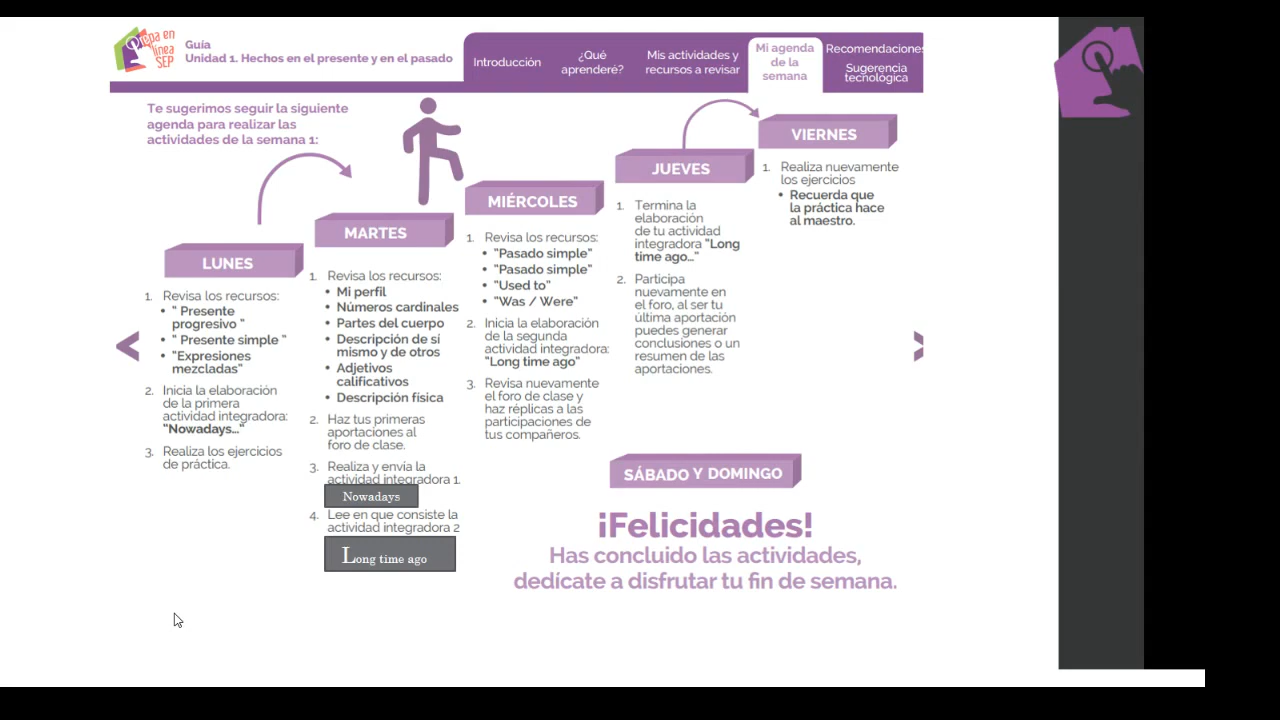 Prepa en
línea
SEP
Guía
Unidad 1. Hechos en el presente y en el pasado
Introducción
¿Qué
aprenderé?
Mis actividades y
recursos a revisar
Mi agenda
de la
semana
Recomendaciones
Sugerencia
tecnológica
Te sugerimos seguir la siguiente
agenda para realizar las
actividades de la semana 1:
LUNES
1. Revisa los recursos:
• " Presente
progresivo "
• " Presente simple "
• "Expresiones
mezcladas"
2. Inicia la elaboración
de la primera
actividad integradora:
"Nowadays..."
3. Realiza los ejercicios
de práctica.
MARTES
1. Revisa los recursos:
• Mi perfil
• Números cardinales
• Partes del cuerpo
• Descripción de sí
mismo y de otros
• Adjetivos
calificativos
• Descripción física
2. Haz tus primeras
aportaciones al
foro de clase.
3. Realiza y envía la
actividad integradora 1.
Nowadays
4. Lee en que consiste la
actividad integradora 2
Long time ago
MIÉRCOLES
1. Revisa los recursos:
• "Pasado simple"
• "Pasado simple"
• "Used to"
• "Was / Were"
2. Inicia la elaboración
de la segunda
actividad integradora:
"Long time ago"
3. Revisa nuevamente
el foro de clase y
haz réplicas a las
participaciones de
tus compañeros.
JUEVES
1. Termina la
elaboración
de tu actividad
integradora "Long
time ago..."
2. Participa
nuevamente en
el foro, al ser tu
última aportación
puedes generar
conclusiones o un
resumen de las
aportaciones.
VIERNES
1. Realiza nuevamente
los ejercicios
• Recuerda que
la práctica hace
al maestro.
SÁBADO Y DOMINGO
¡Felicidades!
Has concluido las actividades,
dedícate a disfrutar tu fin de semana.